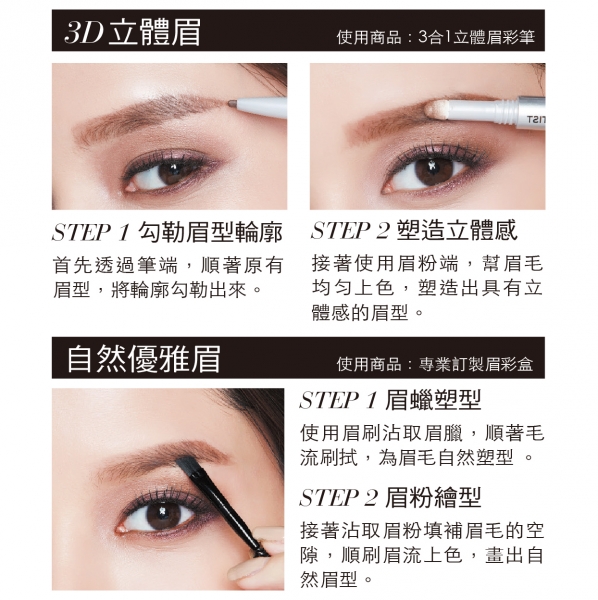 3D立體眉
使用商品：3合1立體眉彩筆
STEP 1 勾勒眉型輪廓
首先透過筆端，順著原有
眉型，將輪廓勾勒出來。
STEP 2 塑造立體感
接著使用眉粉端，幫眉毛
均勻上色，塑造出具有立
體感的眉型。
自然優雅眉
使用商品：專業訂製眉彩盒
STEP 1 眉蠟塑型
使用眉刷沾取眉臘，順著毛
流刷拭，為眉毛自然塑型 。
STEP 2 眉粉繪型
接著沾取眉粉填補眉毛的空
隙，順刷眉流上色，畫出自
然眉型。